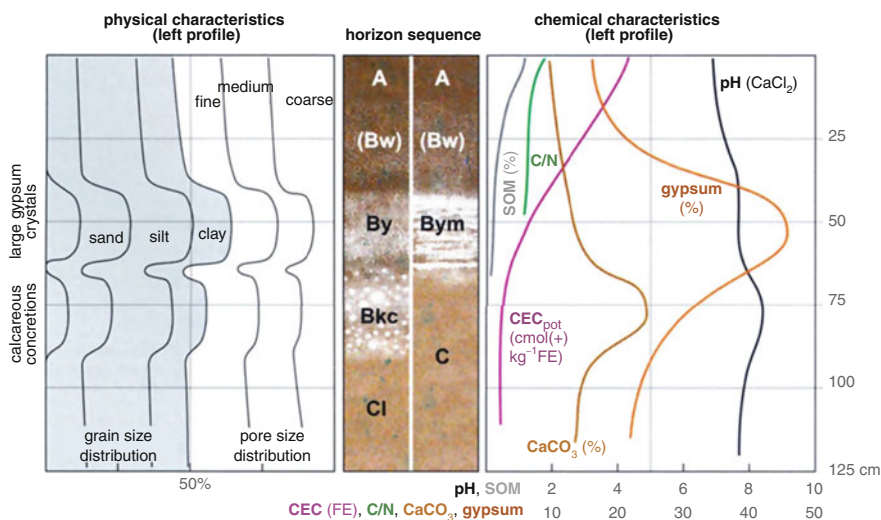 physical characteristics
(left profile)
horizon sequence
chemical characteristics
(left profile)
large gypsum
crystals
calcareous
concretions
fine
medium
coarse
sand
silt
clay
grain size
distribution
pore size
distribution
50%
A
(Bw)
By
Bkc
Cl
A
(Bw)
Bym
C
SOM (%)
C/N
pH (CaCl₂)
gypsum
(%)
CECpot
(cmol(+)
kg⁻¹FE)
CaCO₃ (%)
25
50
75
100
125 cm
pH, SOM 2 4 6 8 10
CEC (FE), C/N, CaCO₃, gypsum 10 20 30 40 50